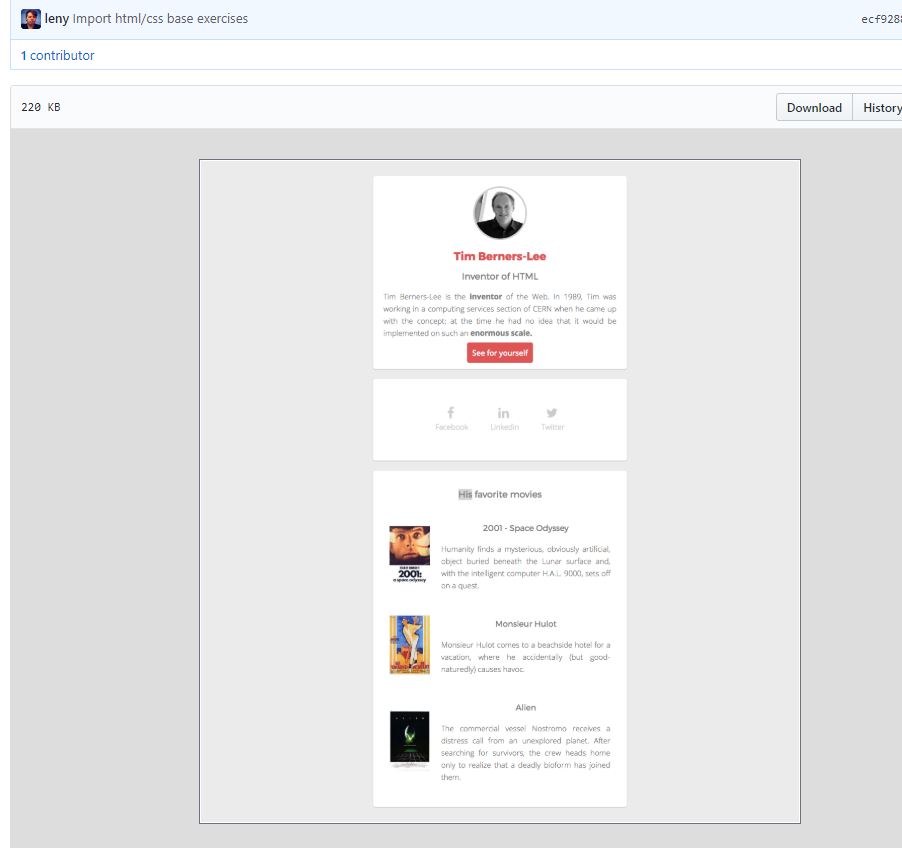 leny Import html/css base exercises ecf928
1 contributor
220 KB Download History
Tim Berners-Lee
Inventor of HTML
Tim Berners-Lee is the inventor of the Web. In 1989, Tim was
working in a computing services section of CERN when he came up
with the concept; at the time he had no idea that it would be
implemented on such an enormous scale.
See for yourself
Facebook Linkedin Twitter
His favorite movies
2001 - Space Odyssey
Humanity finds a mysterious, obviously artificial,
object buried beneath the Lunar surface and,
with the intelligent computer H.A.L. 9000, sets off
on a quest.
2001:
a space odyssey
Monsieur Hulot
Monsieur Hulot comes to a beachside hotel for a
vacation, where he accidentally (but good-
naturedly) causes havoc.
Alien
The commercial vessel Nostromo receives a
distress call from an unexplored planet. After
searching for survivors, the crew heads home
only to realize that a deadly bioform has joined
them.
ALIEN